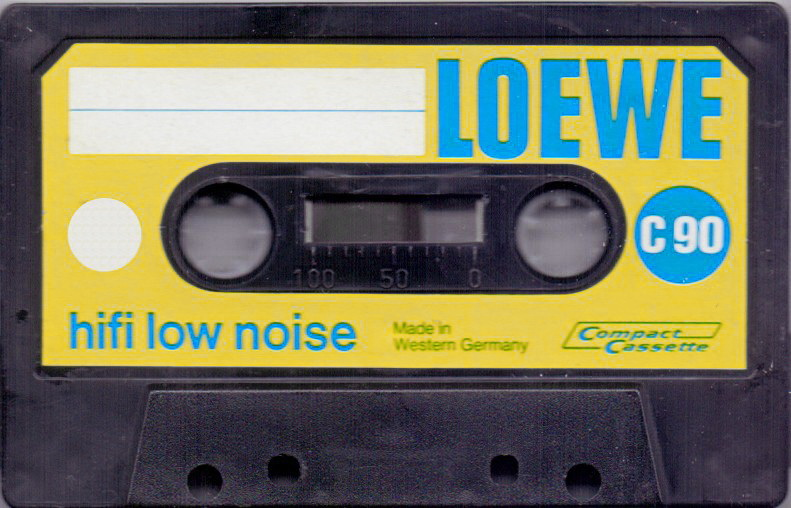 LOEWE
C 90
100 50 0
hifi low noise
Made in
Western Germany
Compact
Cassette